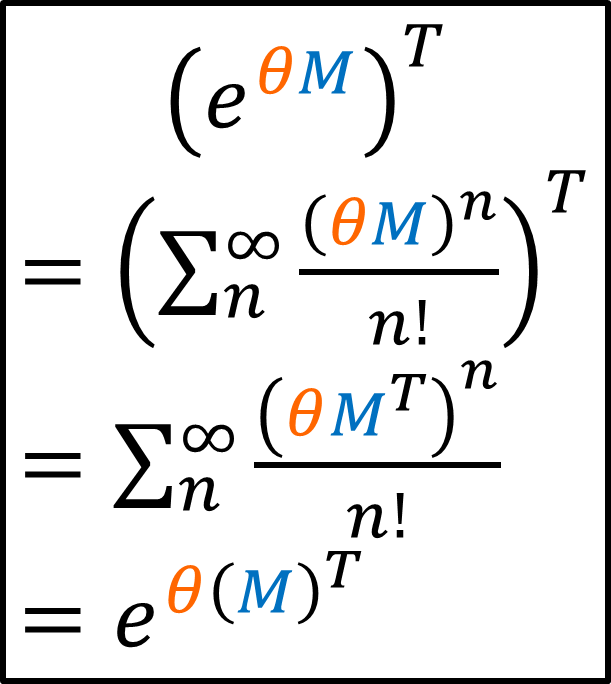 (e^{θM})^T
= (∑_n^∞ (θM)^n / n!)^T
= ∑_n^∞ (θM^T)^n / n!
= e^{θ(M)^T}